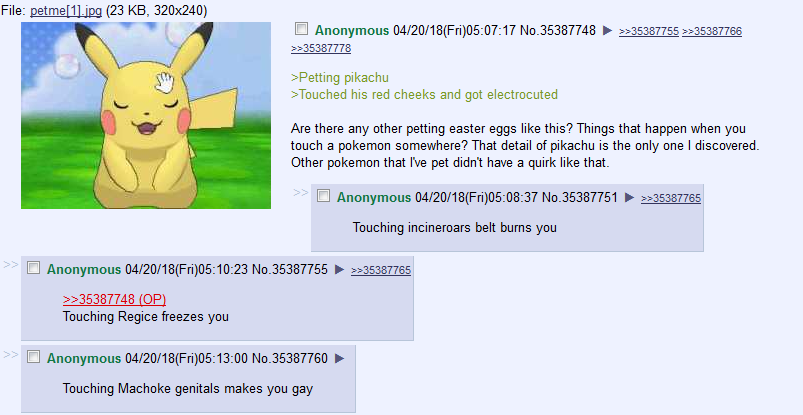 File: petme[1].jpg (23 KB, 320x240)
Anonymous 04/20/18(Fri)05:07:17 No.35387748 ▶ >>35387755 >>35387766
>>35387778
>Petting pikachu
>Touched his red cheeks and got electrocuted
Are there any other petting easter eggs like this? Things that happen when you
touch a pokemon somewhere? That detail of pikachu is the only one I discovered.
Other pokemon that I've pet didn't have a quirk like that.
>> Anonymous 04/20/18(Fri)05:08:37 No.35387751 ▶ >>35387765
Touching incineroars belt burns you
>> Anonymous 04/20/18(Fri)05:10:23 No.35387755 ▶ >>35387765
>>35387748 (OP)
Touching Regice freezes you
>> Anonymous 04/20/18(Fri)05:13:00 No.35387760 ▶
Touching Machoke genitals makes you gay